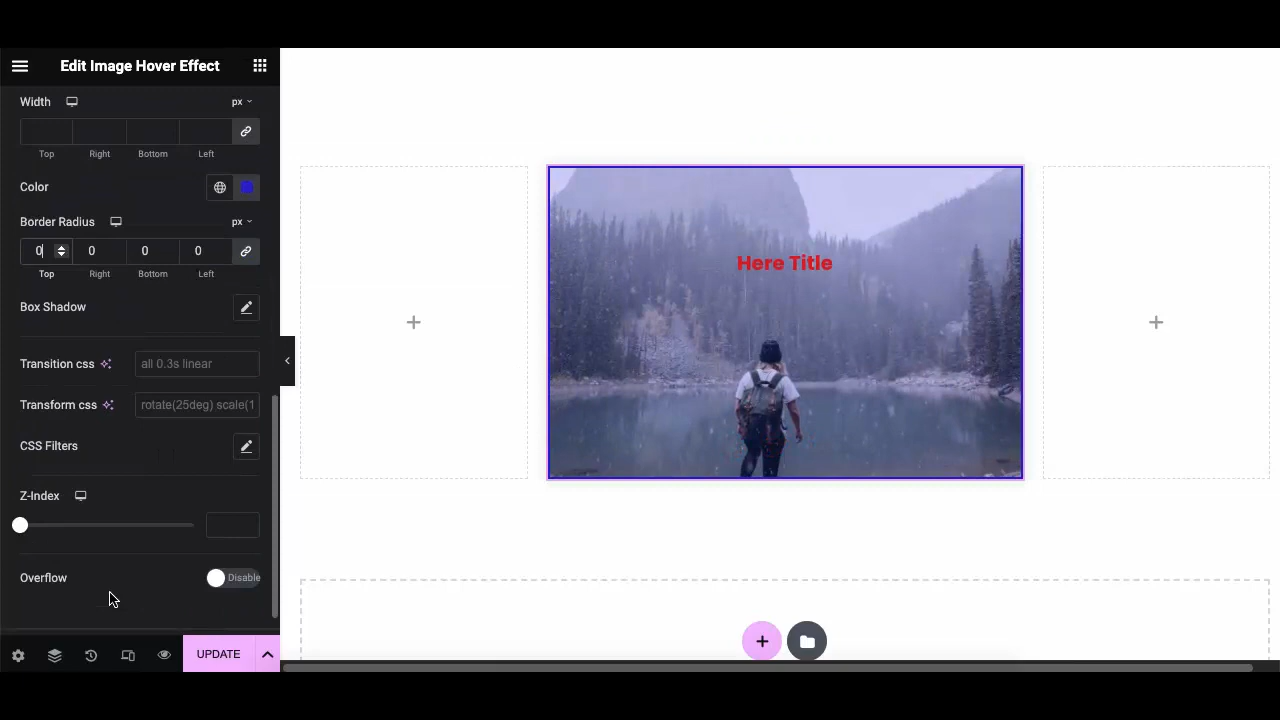 Edit Image Hover Effect
Width px
Top Right Bottom Left
Color
Border Radius px
0 0 0 0
Top Right Bottom Left
Box Shadow
Transition css all 0.3s linear
Transform css rotate(25deg) scale(1
CSS Filters
Z-Index
Overflow Disable
UPDATE
Here Title